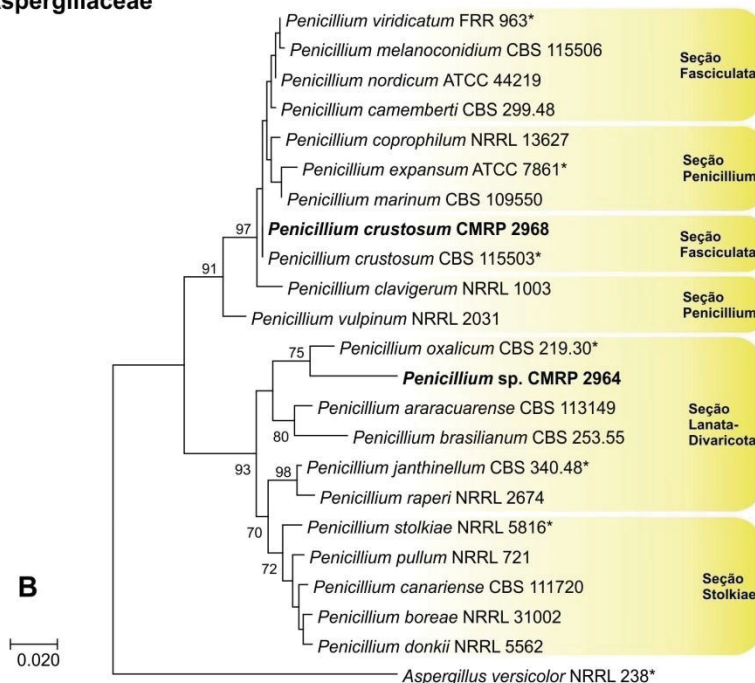 Aspergillaceae
Penicillium viridicatum FRR 963*
Penicillium melanoconidium CBS 115506
Penicillium nordicum ATCC 44219
Penicillium camemberti CBS 299.48
Seção
Fasciculata
Penicillium coprophilum NRRL 13627
Penicillium expansum ATCC 7861*
Penicillium marinum CBS 109550
Seção
Penicillium
Penicillium crustosum CMRP 2968
Penicillium crustosum CBS 115503*
Seção
Fasciculata
Penicillium clavigerum NRRL 1003
Penicillium vulpinum NRRL 2031
Seção
Penicillium
Penicillium oxalicum CBS 219.30*
Penicillium sp. CMRP 2964
Penicillium araracuarense CBS 113149
Penicillium brasilianum CBS 253.55
Penicillium janthinellum CBS 340.48*
Penicillium raperi NRRL 2674
Seção
Lanata-
Divaricota
Penicillium stolkiae NRRL 5816*
Penicillium pullum NRRL 721
Penicillium canariense CBS 111720
Penicillium boreae NRRL 31002
Penicillium donkii NRRL 5562
Seção
Stolkiae
Aspergillus versicolor NRRL 238*
97
91
75
80
93
98
70
72
B
0.020